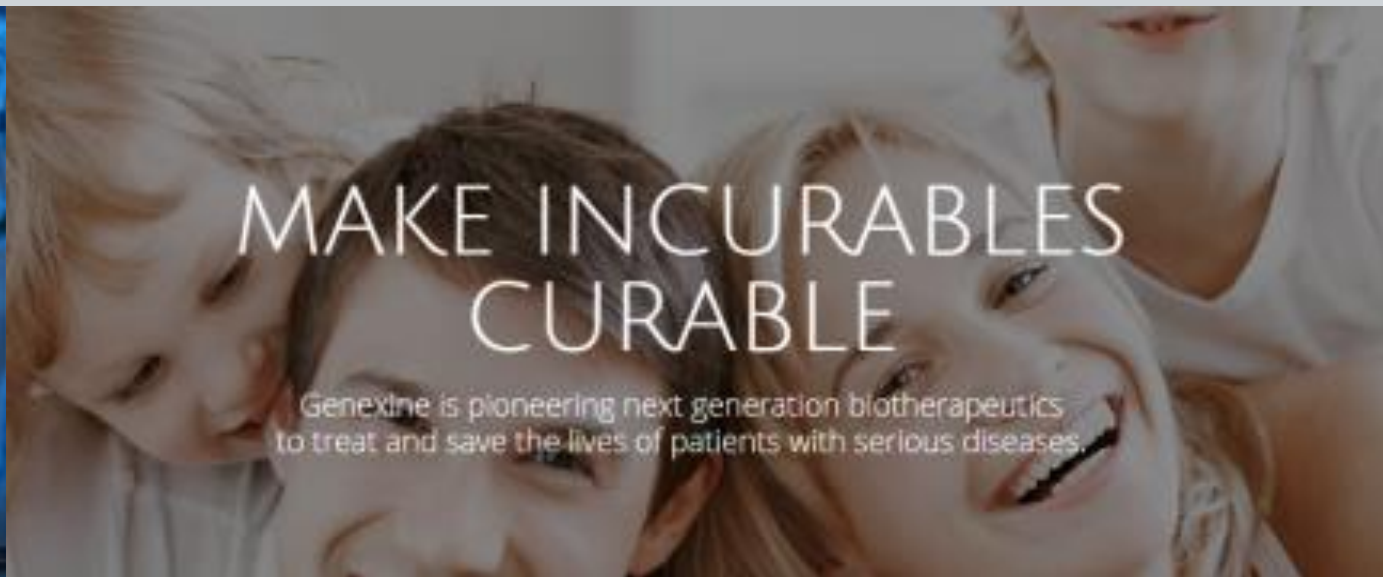 MAKE INCURABLES
CURABLE
Genexine is pioneering next generation biotherapeutics
to treat and save the lives of patients with serious diseases.